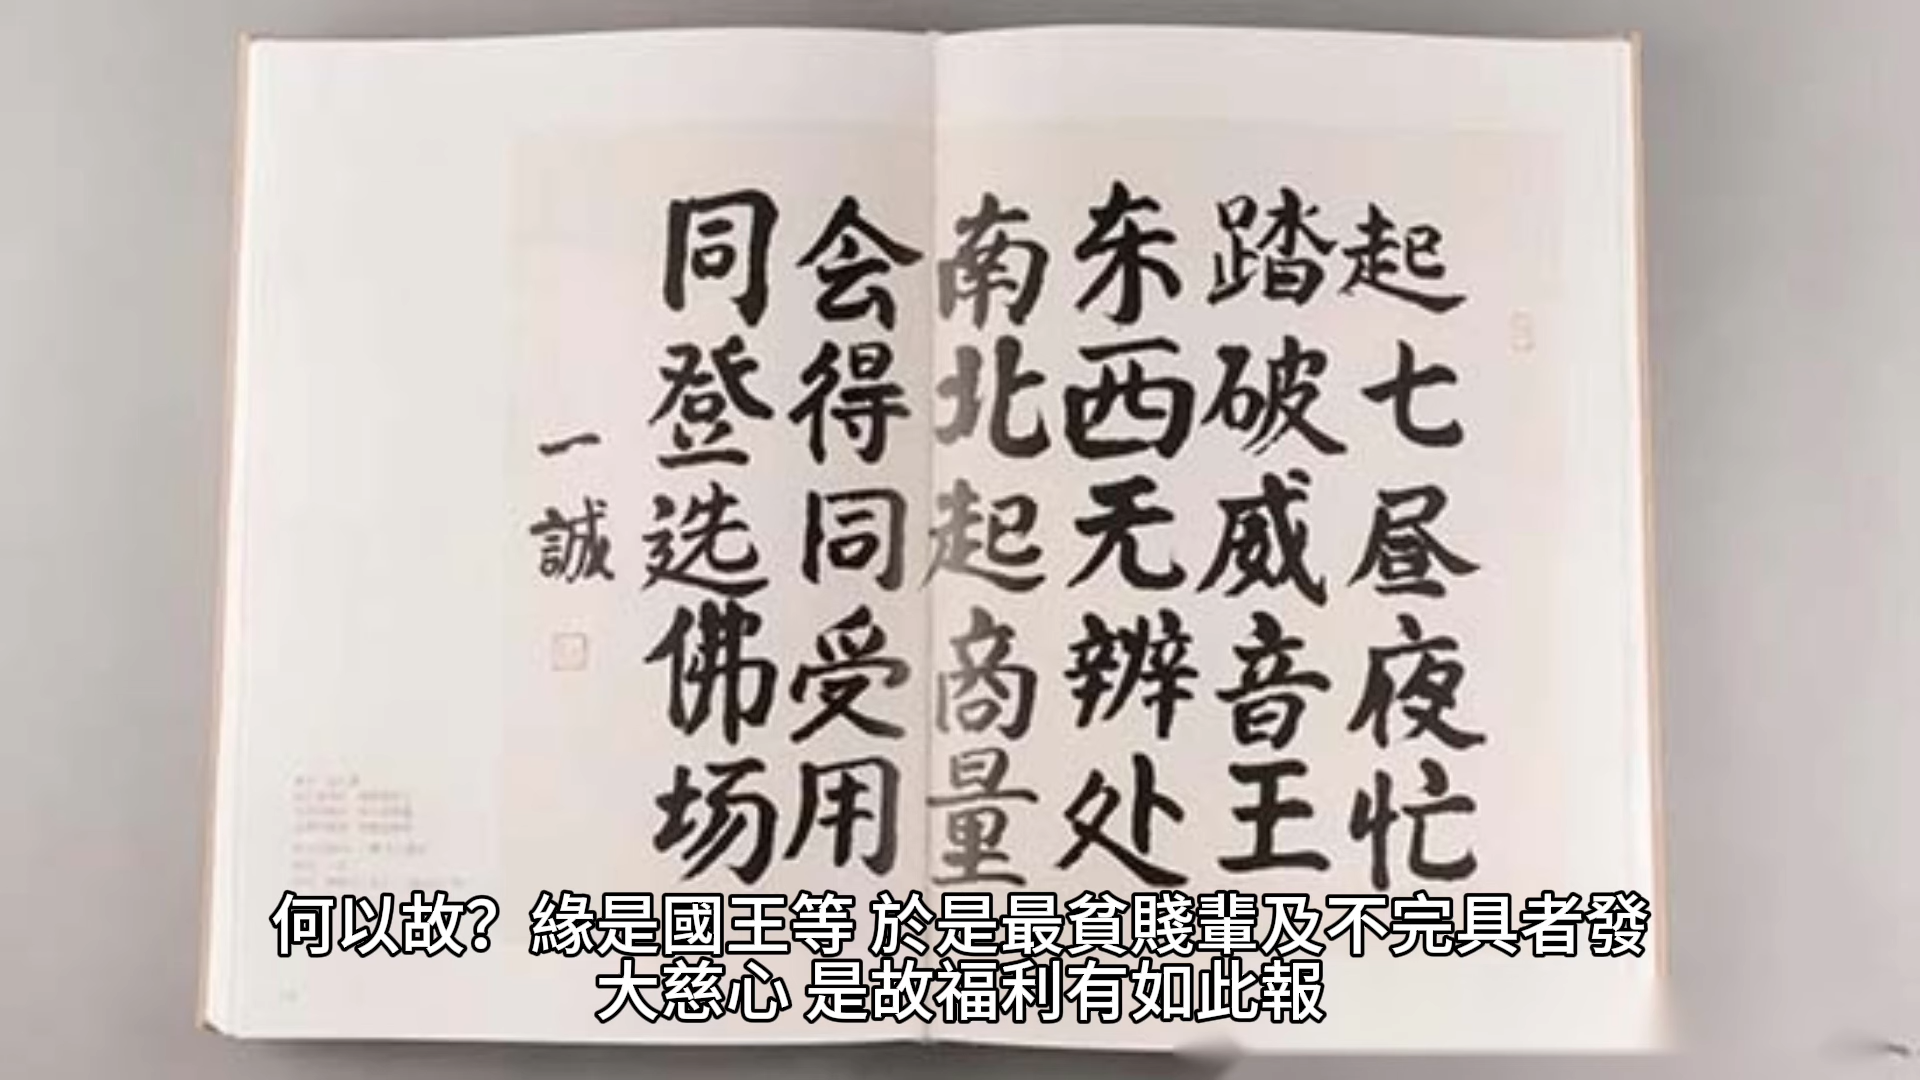 起七昼夜忙
踏破威音王
东西无辨处
南北起商量
会得同受用
同登选佛场
一誠
何以故？緣是國王等 於是最貧賤輩及不完具者發
大慈心 是故福利有如此報